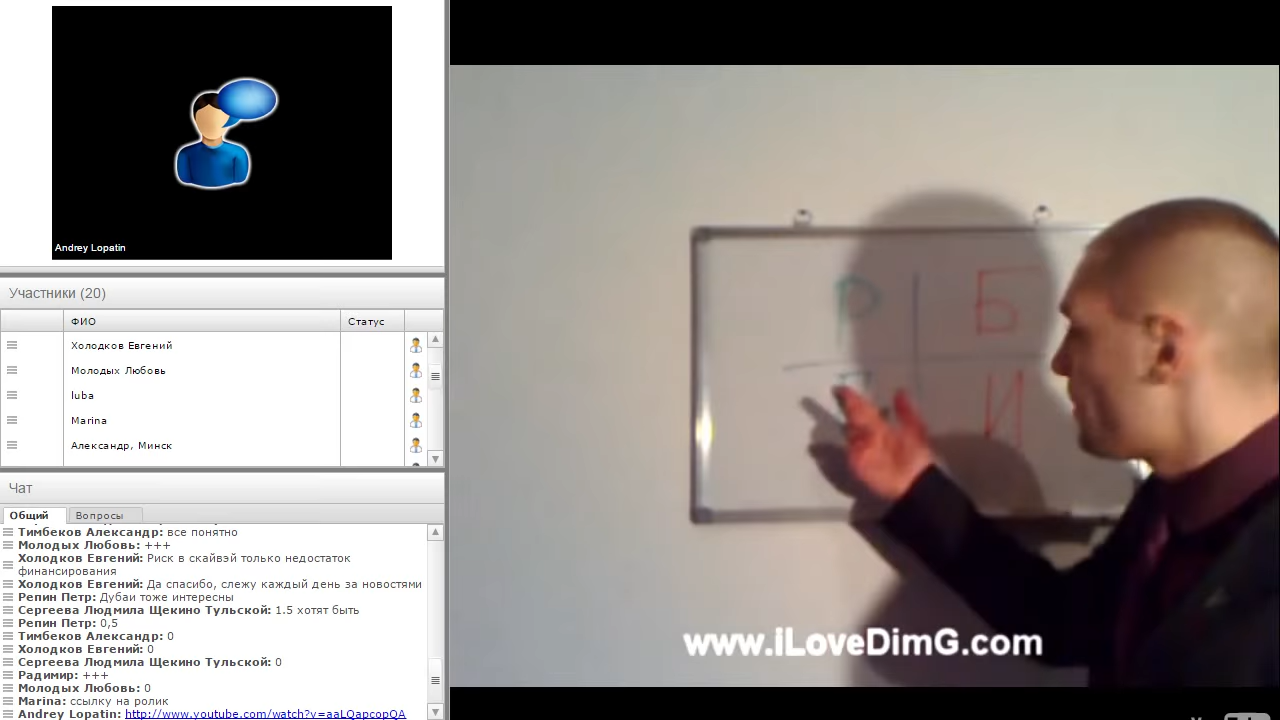 Andrey Lopatin
Участники (20)
ФИО
Статус
Холодков Евгений
Молодых Любовь
luba
Marina
Александр, Минск
Чат
Общий
Вопросы
Тимбеков Александр: все понятно
Молодых Любовь: +++
Холодков Евгений: Риск в скайвэй только недостаток
финансирования
Холодков Евгений: Да спасибо, слежу каждый день за новостями
Репин Петр: Дубаи тоже интересны
Сергеева Людмила Щекино Тульской: 1.5 хотят быть
Репин Петр: 0,5
Тимбеков Александр: 0
Холодков Евгений: 0
Сергеева Людмила Щекино Тульской: 0
Радимир: +++
Молодых Любовь: 0
Marina: ссылку на ролик
Andrey Lopatin: http://www.youtube.com/watch?v=aaLQapcopQA
Р Б
И
www.iLoveDimG.com